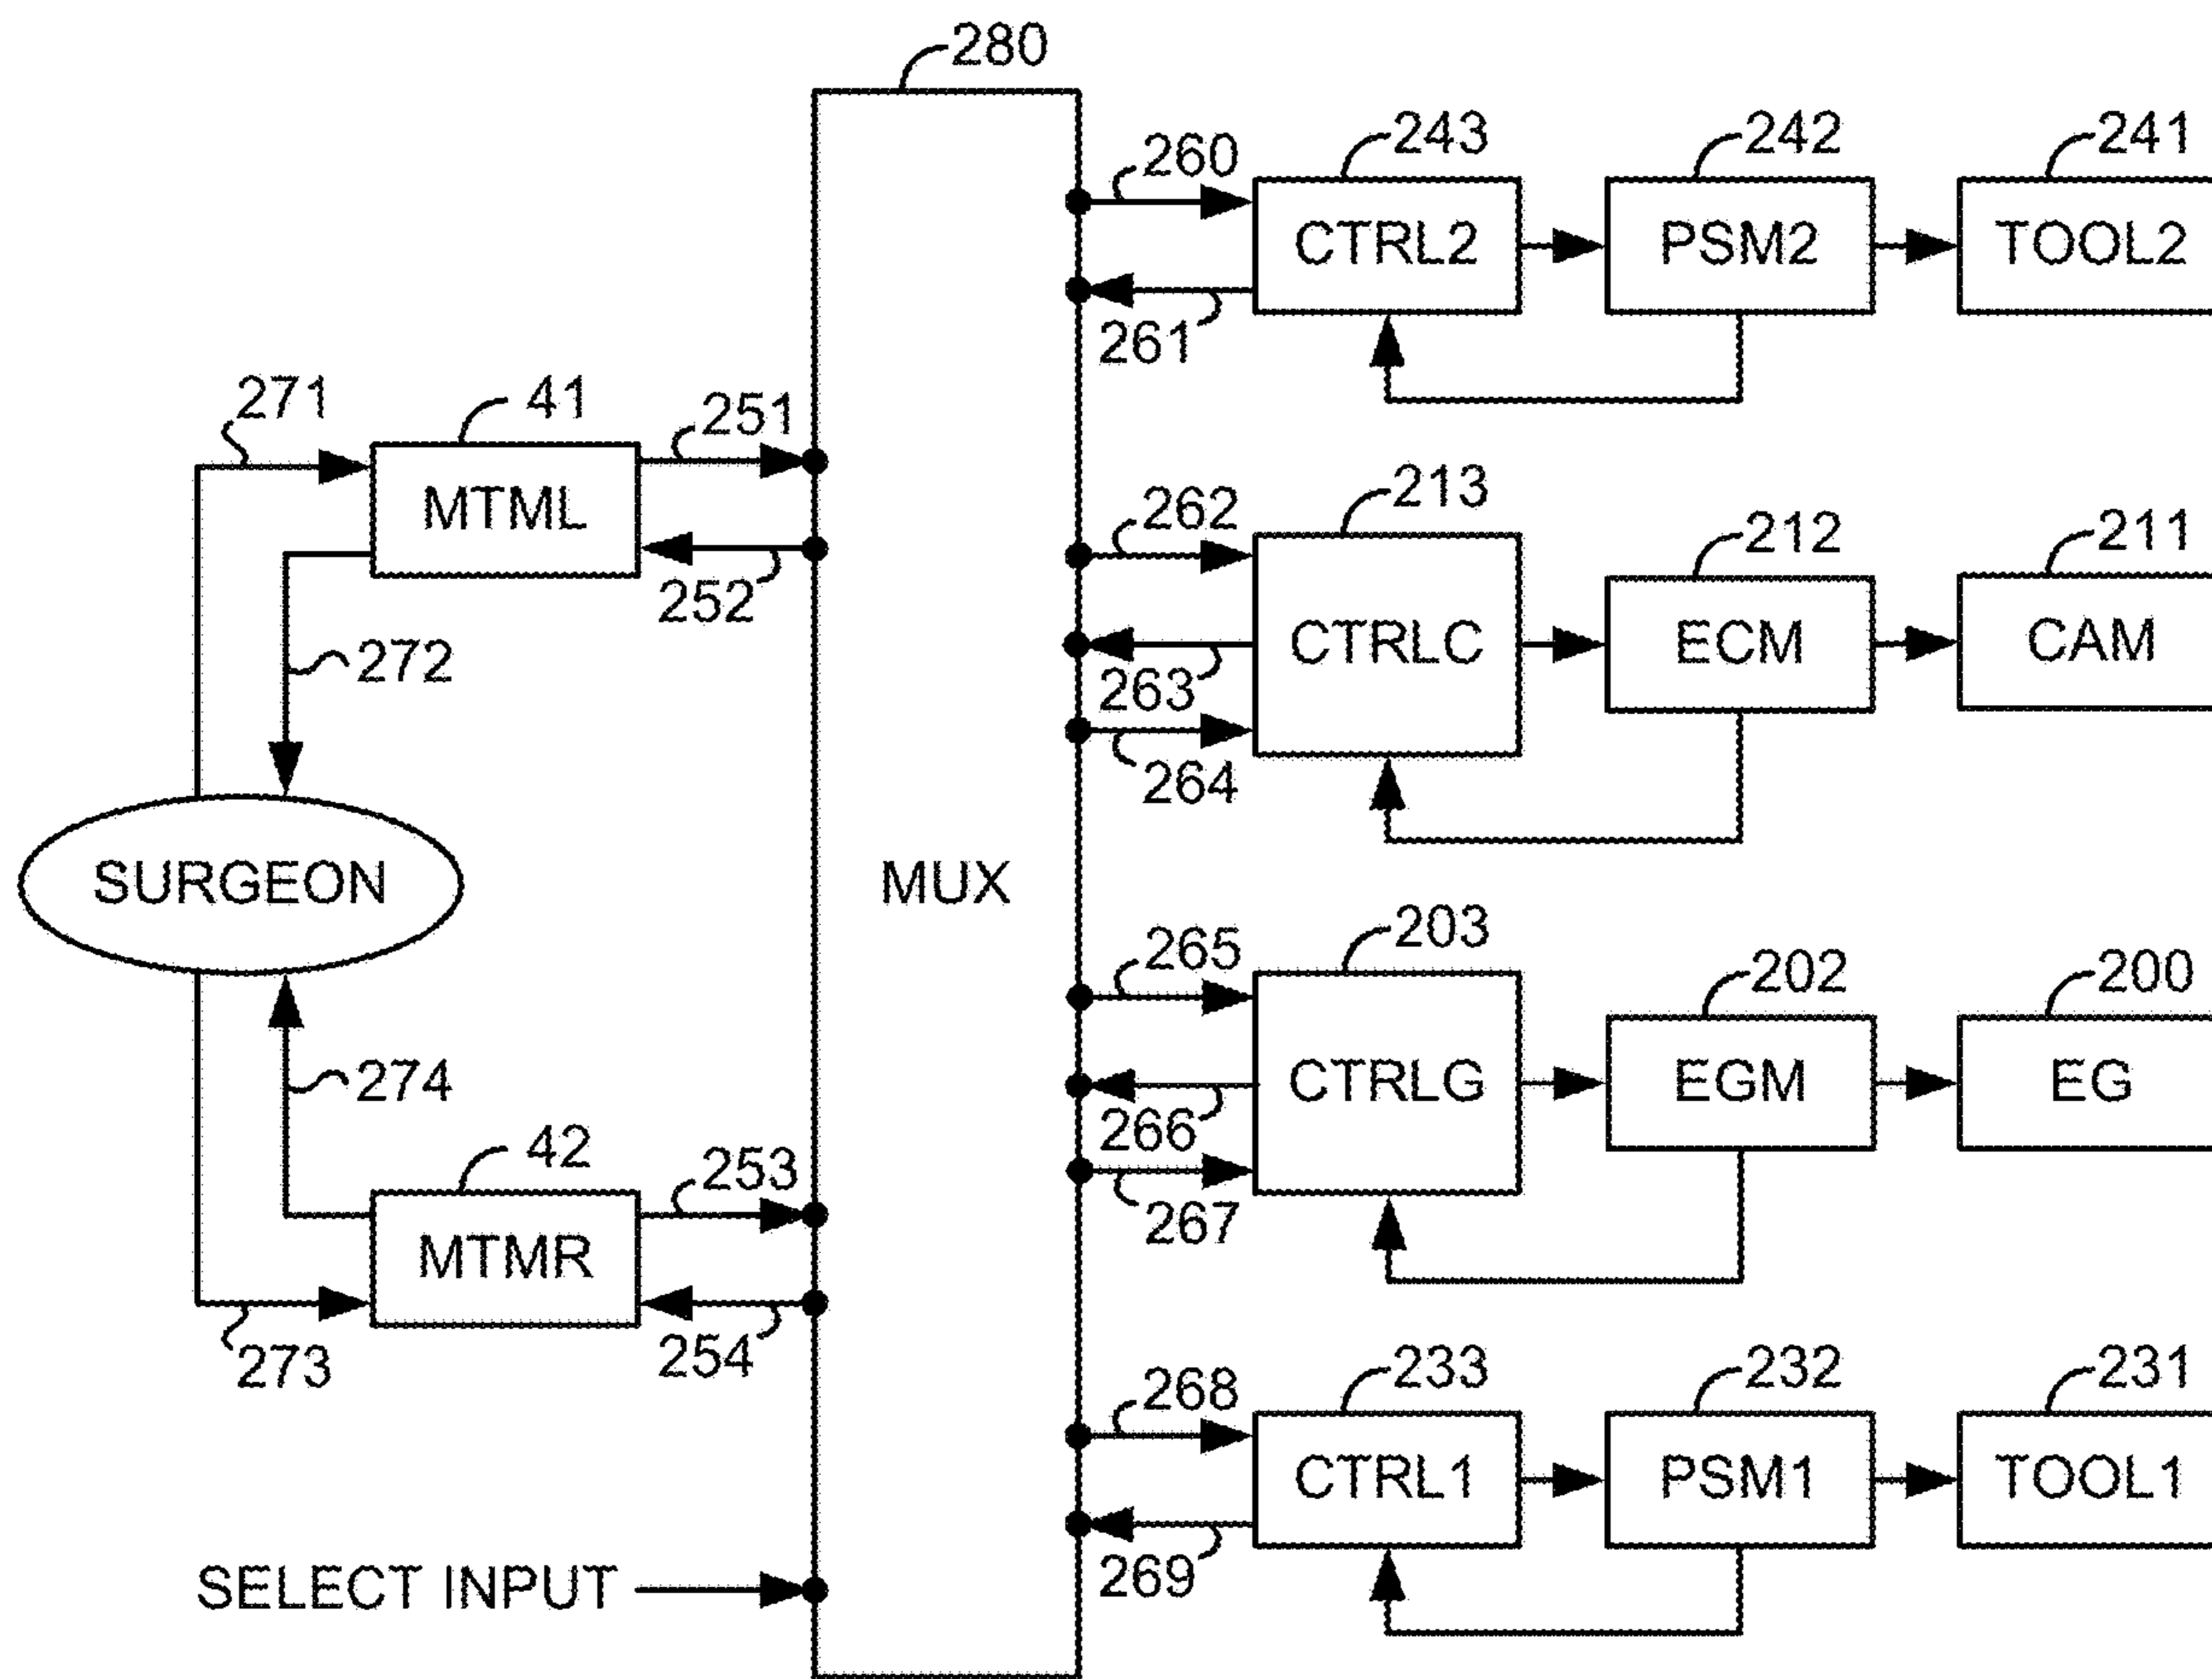 280
243 242 241
260
CTRL2 PSM2 TOOL2
261
271 41 251
213
262
MTML
212 211
252
272
CTRLC ECM CAM
263
264
SURGEON
MUX
203
265
202 200
274
CTRLG EGM EG
266
42 253
267
MTMR
273 254
233 232 231
268
CTRL1 PSM1 TOOL1
269
SELECT INPUT